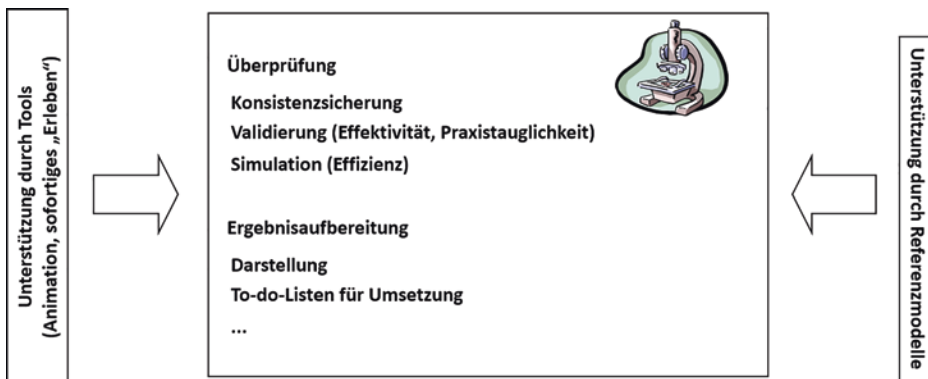 Unterstützung durch Tools
(Animation, sofortiges „Erleben“)
Überprüfung
Konsistenzsicherung
Validierung (Effektivität, Praxistauglichkeit)
Simulation (Effizienz)
Ergebnisaufbereitung
Darstellung
To-do-Listen für Umsetzung
...
Unterstützung durch Referenzmodelle